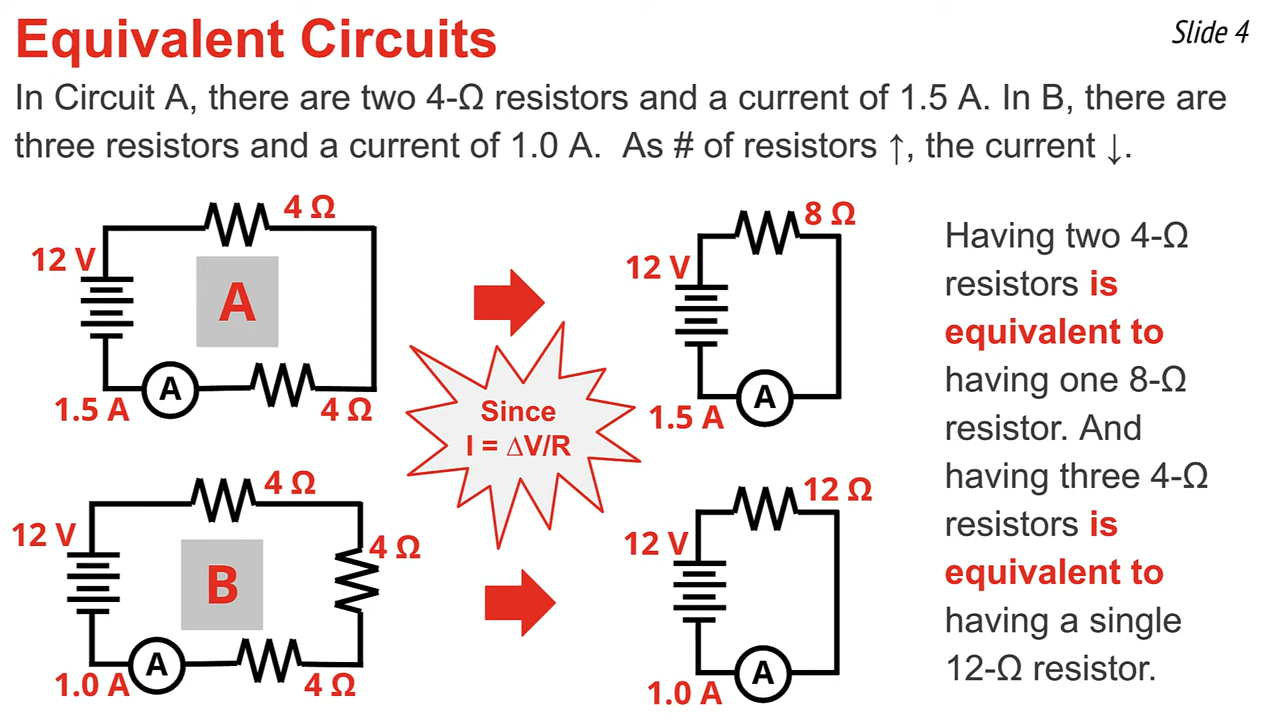 Equivalent Circuits
Slide 4
In Circuit A, there are two 4-Ω resistors and a current of 1.5 A. In B, there are
three resistors and a current of 1.0 A. As # of resistors ↑, the current ↓.
4 Ω
12 V
A
A
1.5 A
4 Ω
8 Ω
12 V
A
1.5 A
Since
I = ΔV/R
4 Ω
12 V
4 Ω
B
A
1.0 A
4 Ω
12 Ω
12 V
A
1.0 A
Having two 4-Ω
resistors is
equivalent to
having one 8-Ω
resistor. And
having three 4-Ω
resistors is
equivalent to
having a single
12-Ω resistor.